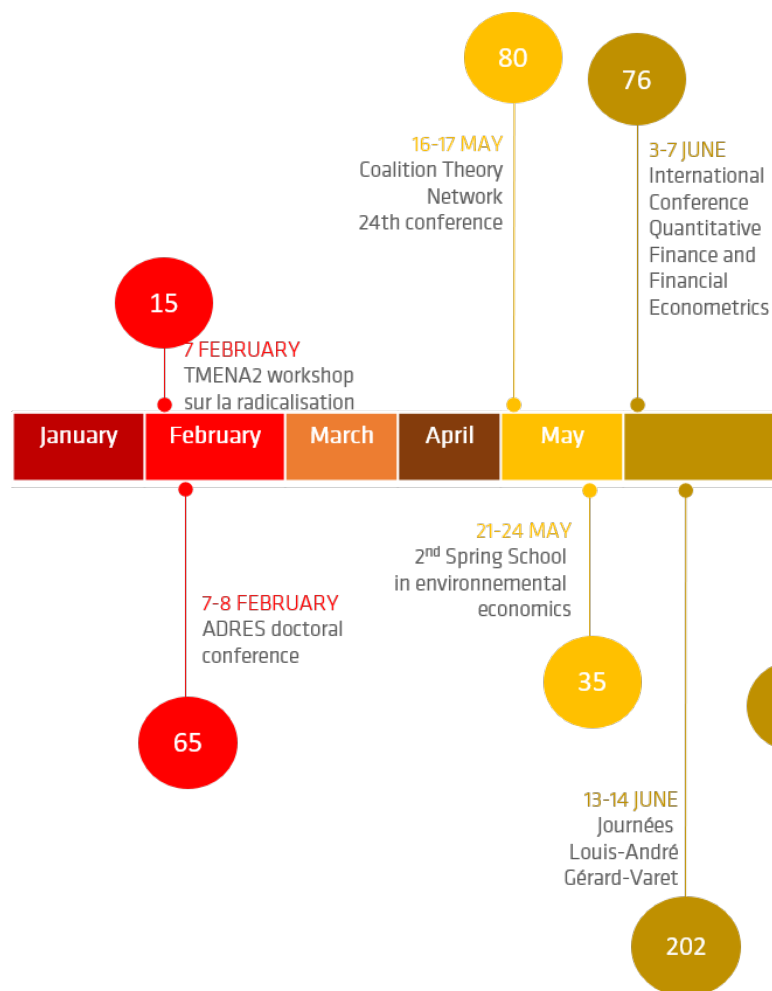 80
76
16-17 MAY
Coalition Theory
Network
24th conference
3-7 JUNE
International
Conference
Quantitative
Finance and
Financial
Econometrics
15
7 FEBRUARY
TMENA2 workshop
sur la radicalisation
January
February
March
April
May
21-24 MAY
2nd Spring School
in environnemental
economics
7-8 FEBRUARY
ADRES doctoral
conference
35
65
13-14 JUNE
Journées
Louis-André
Gérard-Varet
202